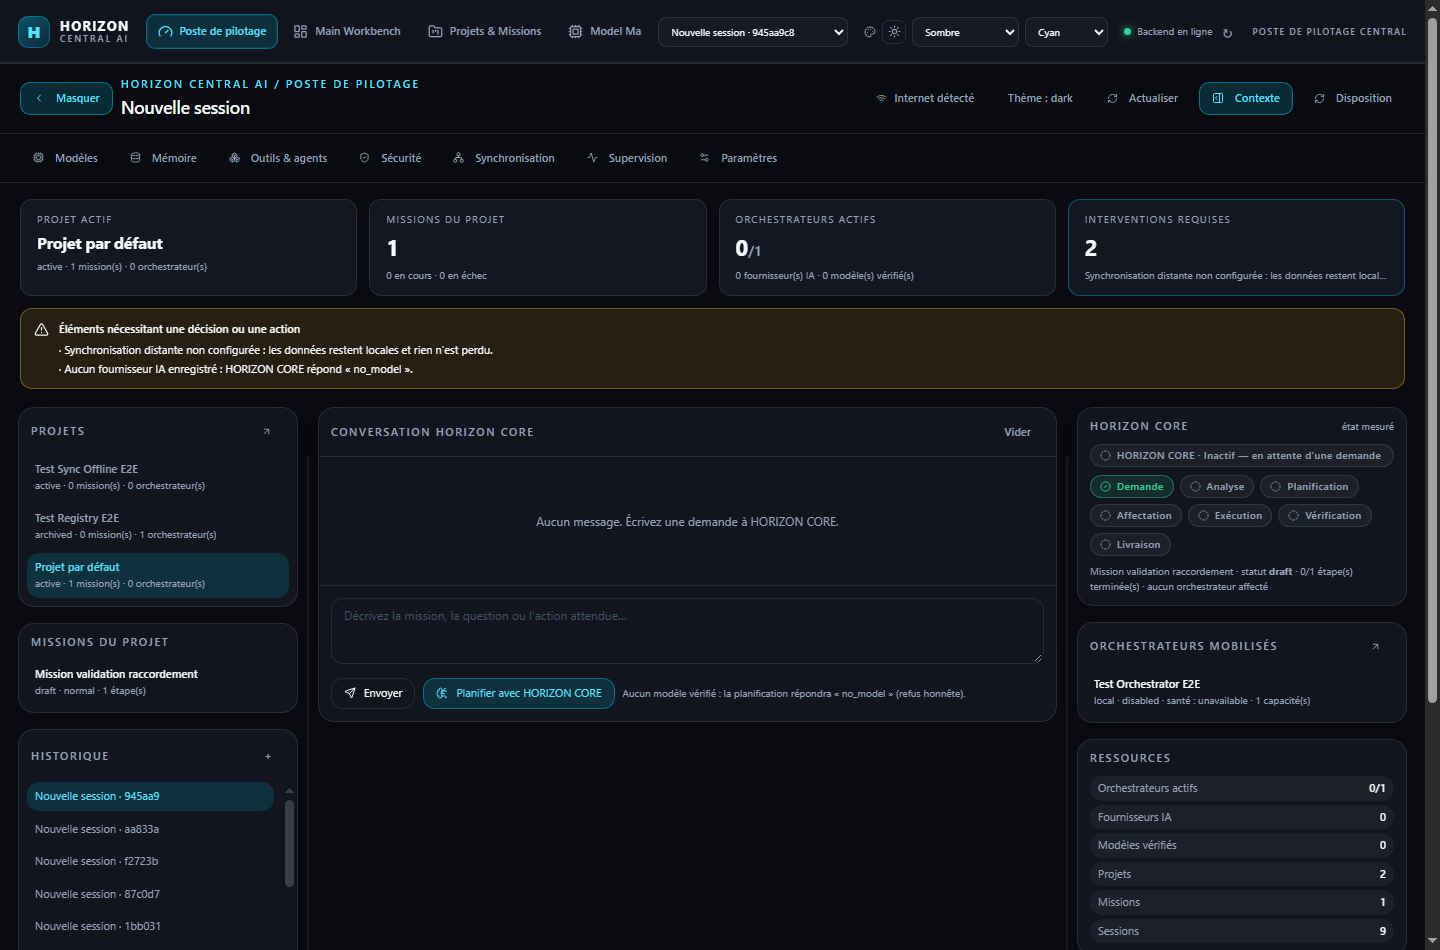 H
HORIZON
CENTRAL AI
Poste de pilotage
Main Workbench
Projets & Missions
Model Ma
Nouvelle session · 945aa9c8
Sombre
Cyan
Backend en ligne
POSTE DE PILOTAGE CENTRAL
Masquer
HORIZON CENTRAL AI / POSTE DE PILOTAGE
Nouvelle session
Internet détecté
Thème : dark
Actualiser
Contexte
Disposition
Modèles
Mémoire
Outils & agents
Sécurité
Synchronisation
Supervision
Paramètres
PROJET ACTIF
Projet par défaut
active · 1 mission(s) · 0 orchestrateur(s)
MISSIONS DU PROJET
1
0 en cours · 0 en échec
ORCHESTRATEURS ACTIFS
0/1
0 fournisseur(s) IA · 0 modèle(s) vérifié(s)
INTERVENTIONS REQUISES
2
Synchronisation distante non configurée : les données restent local...
Éléments nécessitant une décision ou une action
· Synchronisation distante non configurée : les données restent locales et rien n'est perdu.
· Aucun fournisseur IA enregistré : HORIZON CORE répond « no_model ».
PROJETS
Test Sync Offline E2E
active · 0 mission(s) · 0 orchestrateur(s)
Test Registry E2E
archived · 0 mission(s) · 1 orchestrateur(s)
Projet par défaut
active · 1 mission(s) · 0 orchestrateur(s)
MISSIONS DU PROJET
Mission validation raccordement
draft · normal · 1 étape(s)
HISTORIQUE
+
Nouvelle session · 945aa9
Nouvelle session · aa833a
Nouvelle session · f2723b
Nouvelle session · 87c0d7
Nouvelle session · 1bb031
CONVERSATION HORIZON CORE
Vider
Aucun message. Écrivez une demande à HORIZON CORE.
Décrivez la mission, la question ou l'action attendue...
Envoyer
Planifier avec HORIZON CORE
Aucun modèle vérifié : la planification répondra « no_model » (refus honnête).
HORIZON CORE
état mesuré
HORIZON CORE · Inactif — en attente d'une demande
Demande
Analyse
Planification
Affectation
Exécution
Vérification
Livraison
Mission validation raccordement · statut draft · 0/1 étape(s)
terminée(s) · aucun orchestrateur affecté
ORCHESTRATEURS MOBILISÉS
Test Orchestrator E2E
local · disabled · santé : unavailable · 1 capacité(s)
RESSOURCES
Orchestrateurs actifs 0/1
Fournisseurs IA 0
Modèles vérifiés 0
Projets 2
Missions 1
Sessions 9